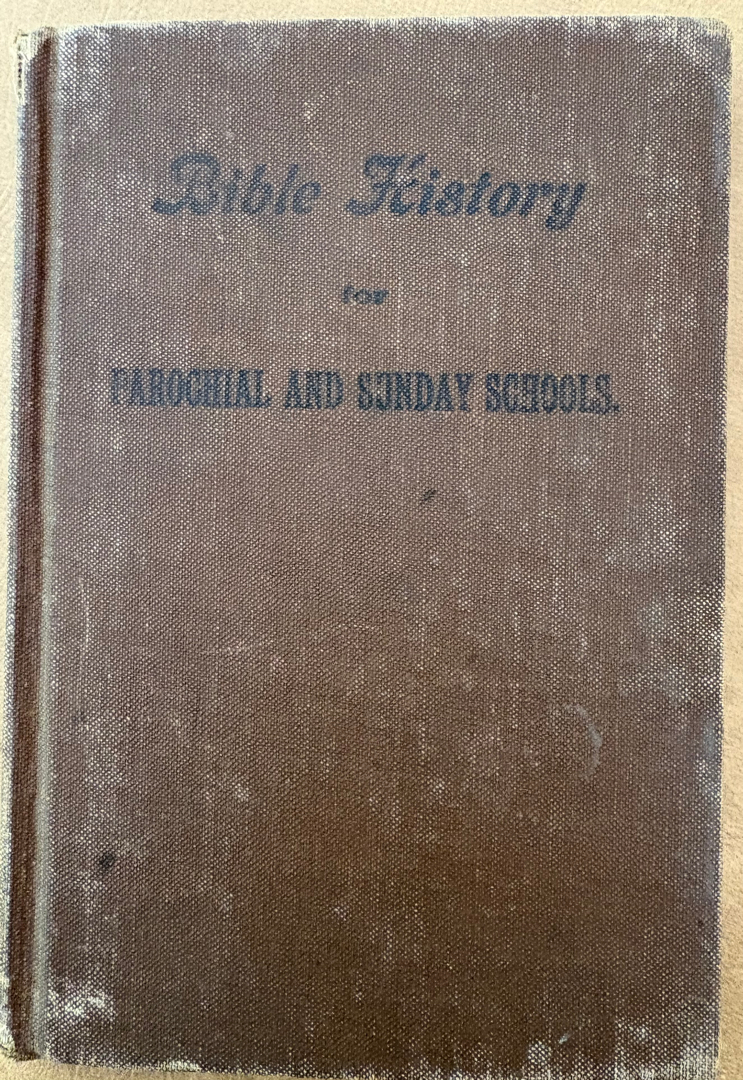 Bible History
for
PAROCHIAL AND SUNDAY SCHOOLS.